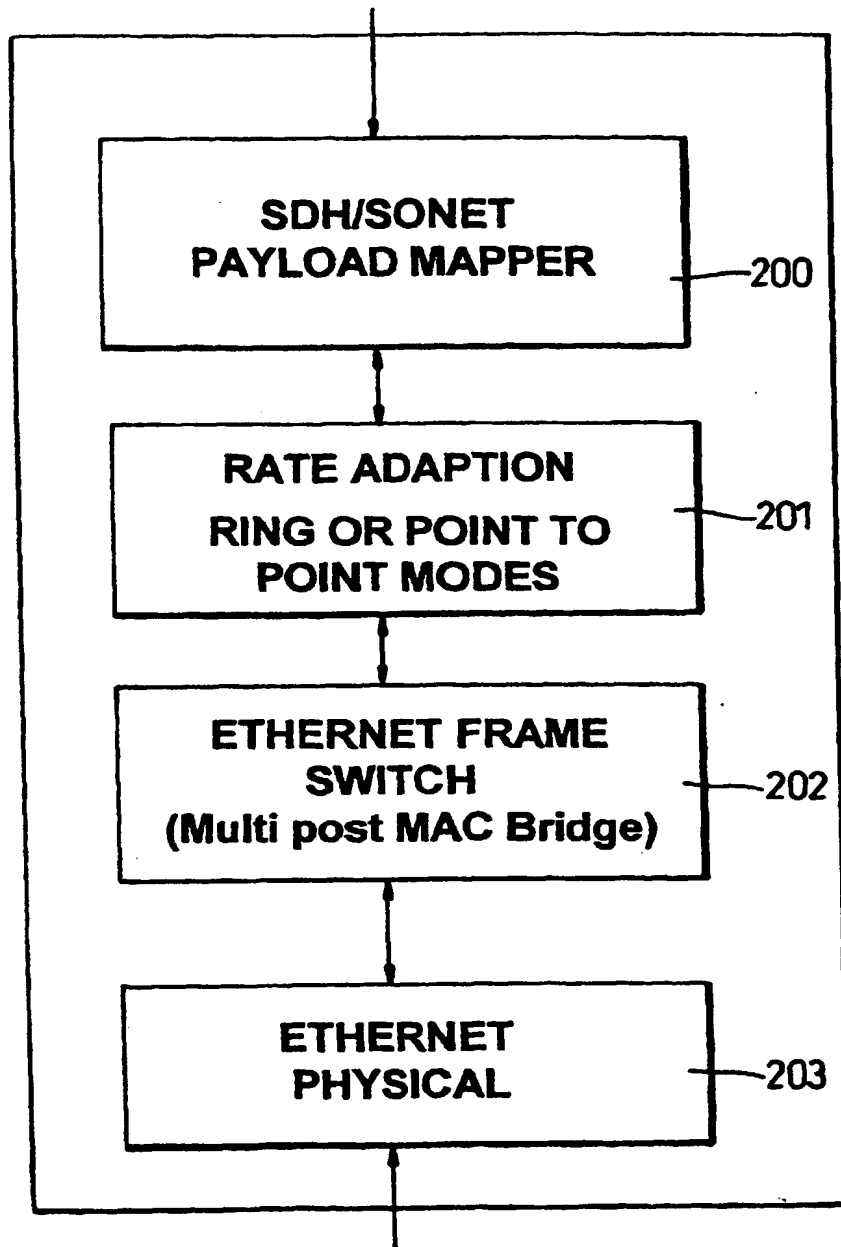 SDH/SONET
PAYLOAD MAPPER
200
RATE ADAPTION
RING OR POINT TO
POINT MODES
201
ETHERNET FRAME
SWITCH
(Multi post MAC Bridge)
202
ETHERNET
PHYSICAL
203